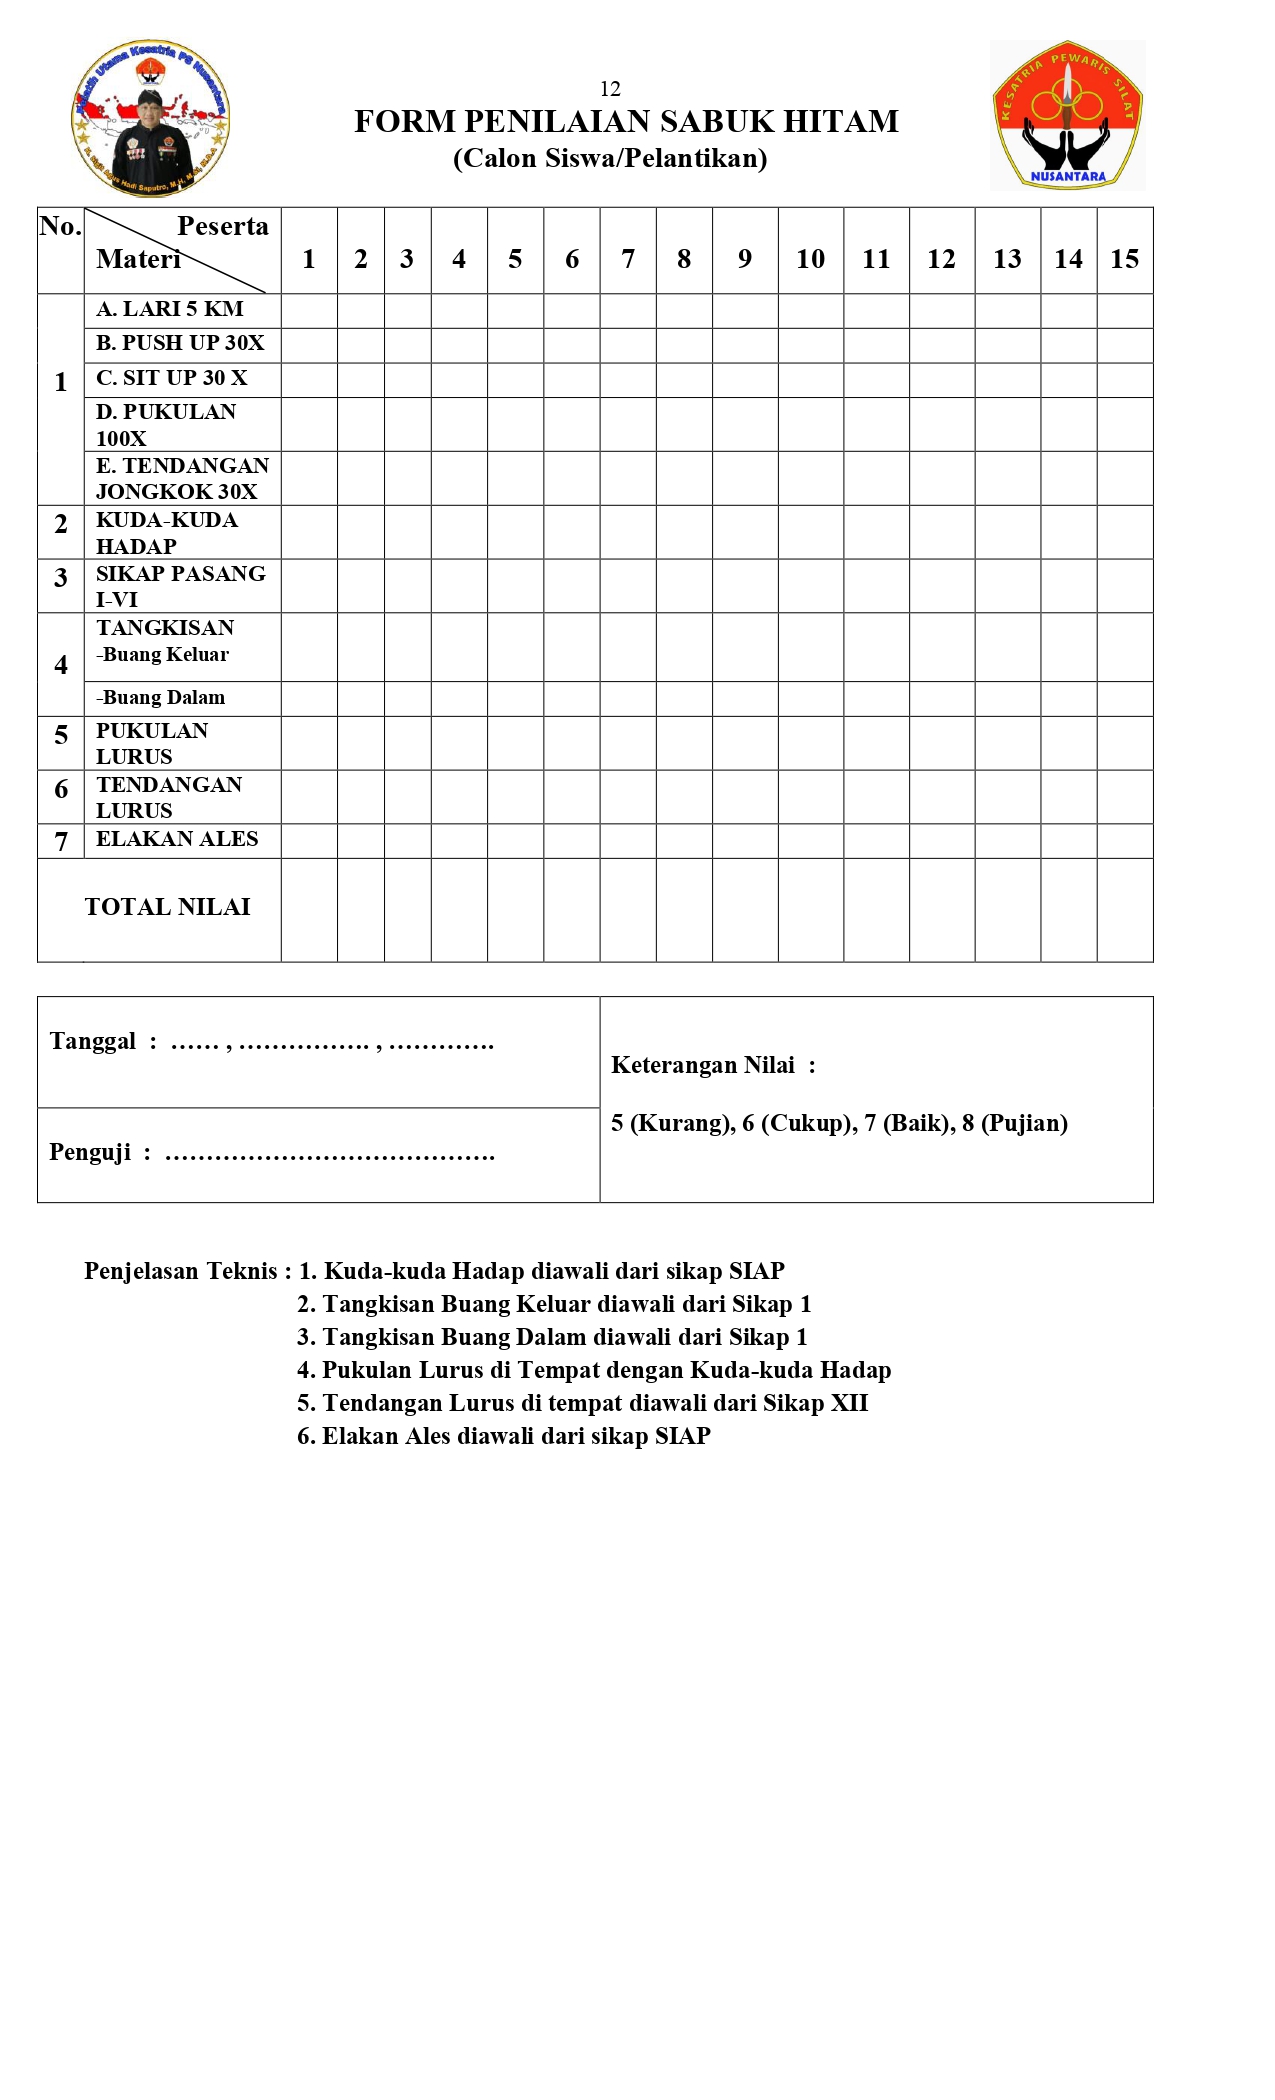 Pelatih Utama Kesatria PS Nusantara
Hadi Saputro, M.H.
KESATRIA PEWARIS SILAT
NUSANTARA
12
FORM PENILAIAN SABUK HITAM
(Calon Siswa/Pelantikan)
No. Peserta
Materi 1 2 3 4 5 6 7 8 9 10 11 12 13 14 15
A. LARI 5 KM
B. PUSH UP 30X
1 C. SIT UP 30 X
D. PUKULAN
100X
E. TENDANGAN
JONGKOK 30X
2 KUDA-KUDA
HADAP
3 SIKAP PASANG
I-VI
4 TANGKISAN
-Buang Keluar
-Buang Dalam
5 PUKULAN
LURUS
6 TENDANGAN
LURUS
7 ELAKAN ALES
TOTAL NILAI
Tanggal : …… , ……………. , ………….
Penguji : ………………………………….
Keterangan Nilai :
5 (Kurang), 6 (Cukup), 7 (Baik), 8 (Pujian)
Penjelasan Teknis : 1. Kuda-kuda Hadap diawali dari sikap SIAP
2. Tangkisan Buang Keluar diawali dari Sikap 1
3. Tangkisan Buang Dalam diawali dari Sikap 1
4. Pukulan Lurus di Tempat dengan Kuda-kuda Hadap
5. Tendangan Lurus di tempat diawali dari Sikap XII
6. Elakan Ales diawali dari sikap SIAP